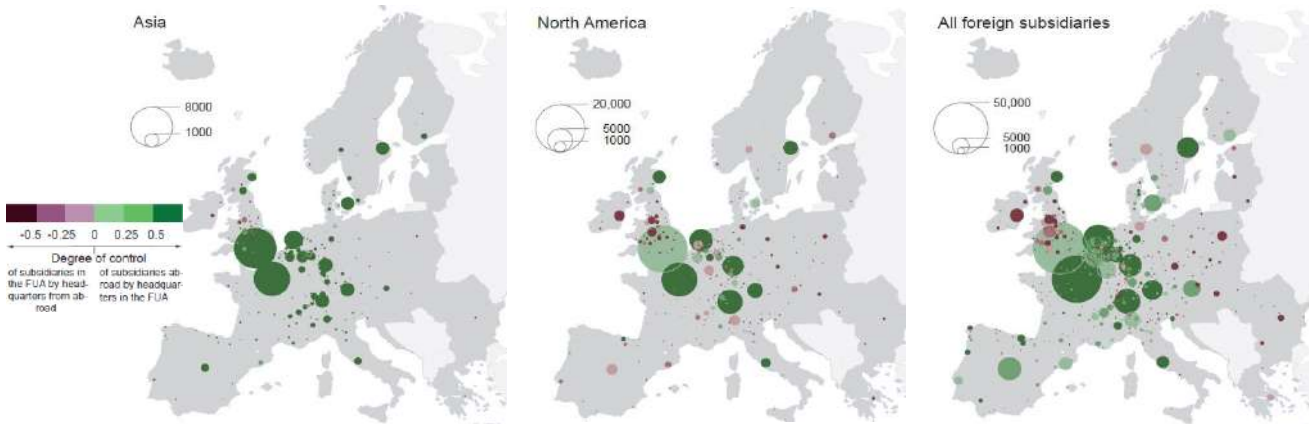 Asia
8000
1000
-0.5 -0.25 0 0.25 0.5
Degree of control
of subsidiaries in
the FUA by head-
quarters from ab-
road
of subsidiaries ab-
road by headquar-
ters in the FUA
North America
20,000
5000
1000
All foreign subsidiaries
50,000
5000
1000